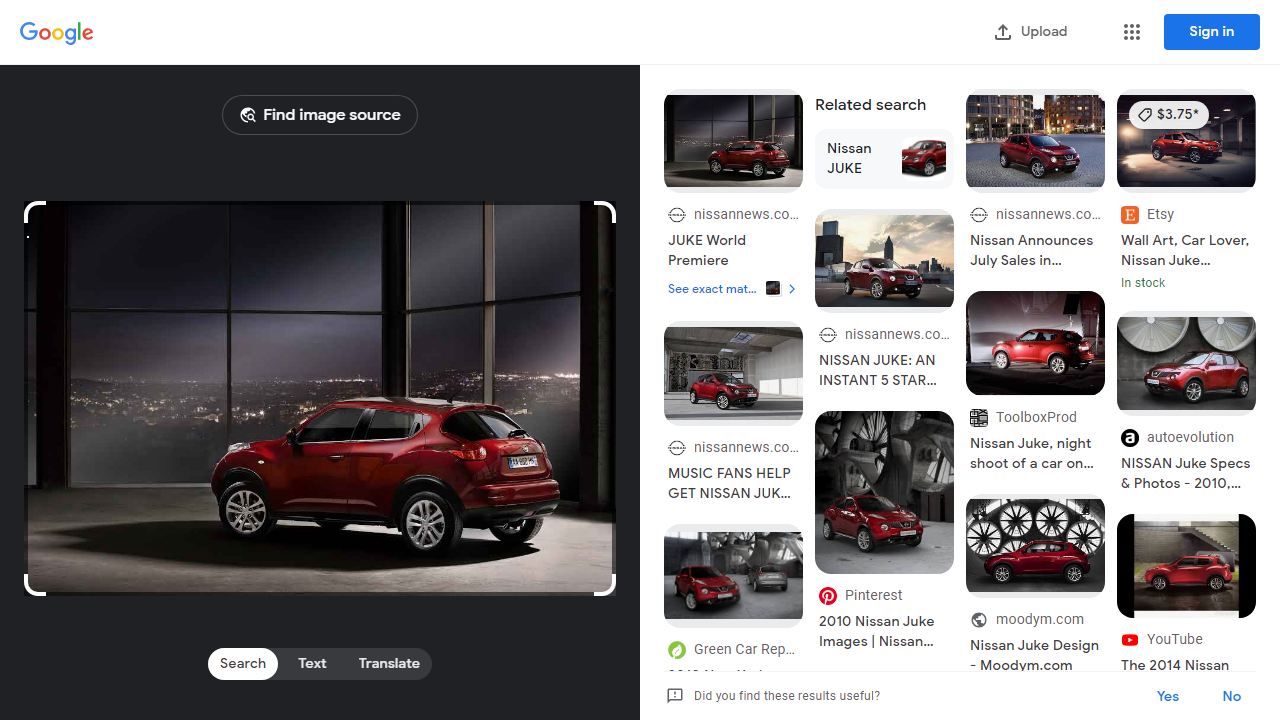 Google
Upload
Sign in
Find image source
Search
Text
Translate
nissannews.co...
JUKE World
Premiere
See exact mat...
nissannews.co...
MUSIC FANS HELP
GET NISSAN JUK...
Green Car Rep...
Related search
Nissan
JUKE
nissannews.co...
NISSAN JUKE: AN
INSTANT 5 STAR...
Pinterest
2010 Nissan Juke
Images | Nissan...
nissannews.co...
Nissan Announces
July Sales in...
ToolboxProd
Nissan Juke, night
shoot of a car on...
moodym.com
Nissan Juke Design
- Moodym.com
$3.75*
Etsy
Wall Art, Car Lover,
Nissan Juke...
In stock
autoevolution
NISSAN Juke Specs
& Photos - 2010,...
YouTube
The 2014 Nissan
Did you find these results useful?
Yes
No